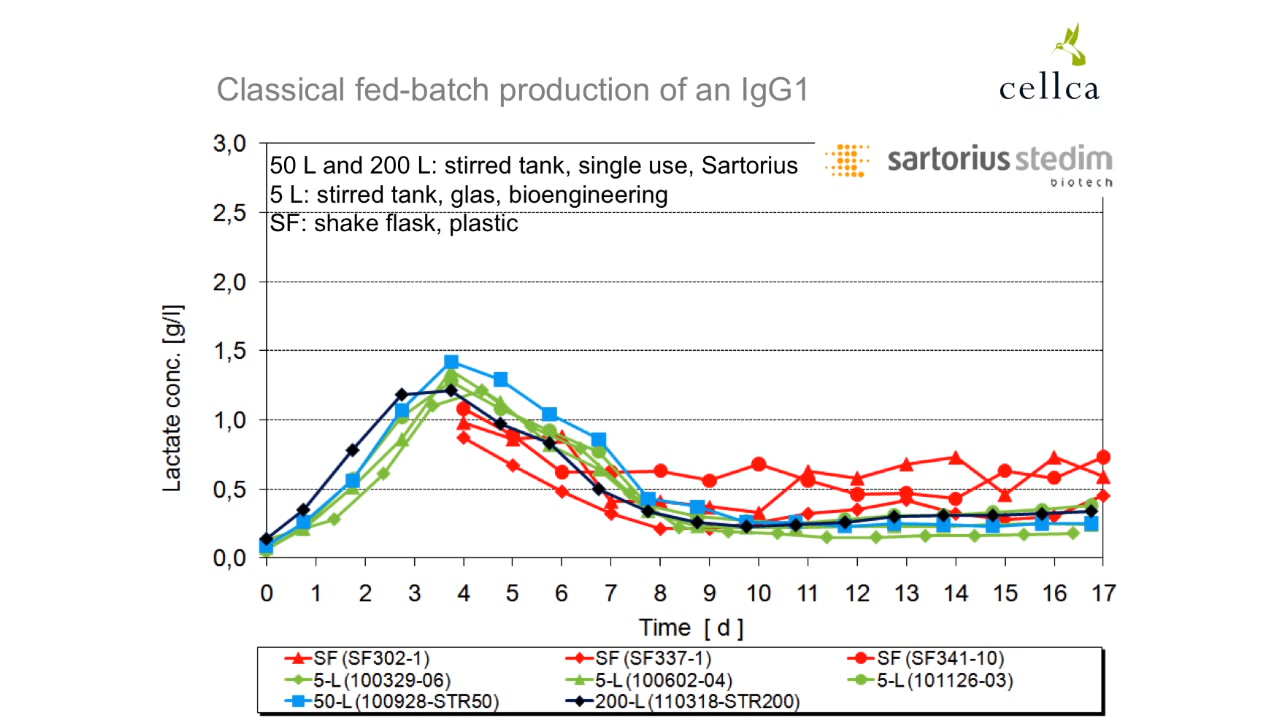 Classical fed-batch production of an IgG1
cellca
sartorius stedim
biotech
50 L and 200 L: stirred tank, single use, Sartorius
5 L: stirred tank, glas, bioengineering
SF: shake flask, plastic
3,0
2,5
2,0
1,5
1,0
0,5
0,0
Lactate conc. [g/l]
0 1 2 3 4 5 6 7 8 9 10 11 12 13 14 15 16 17
Time [ d ]
SF (SF302-1) SF (SF337-1) SF (SF341-10)
5-L (100329-06) 5-L (100602-04) 5-L (101126-03)
50-L (100928-STR50) 200-L (110318-STR200)